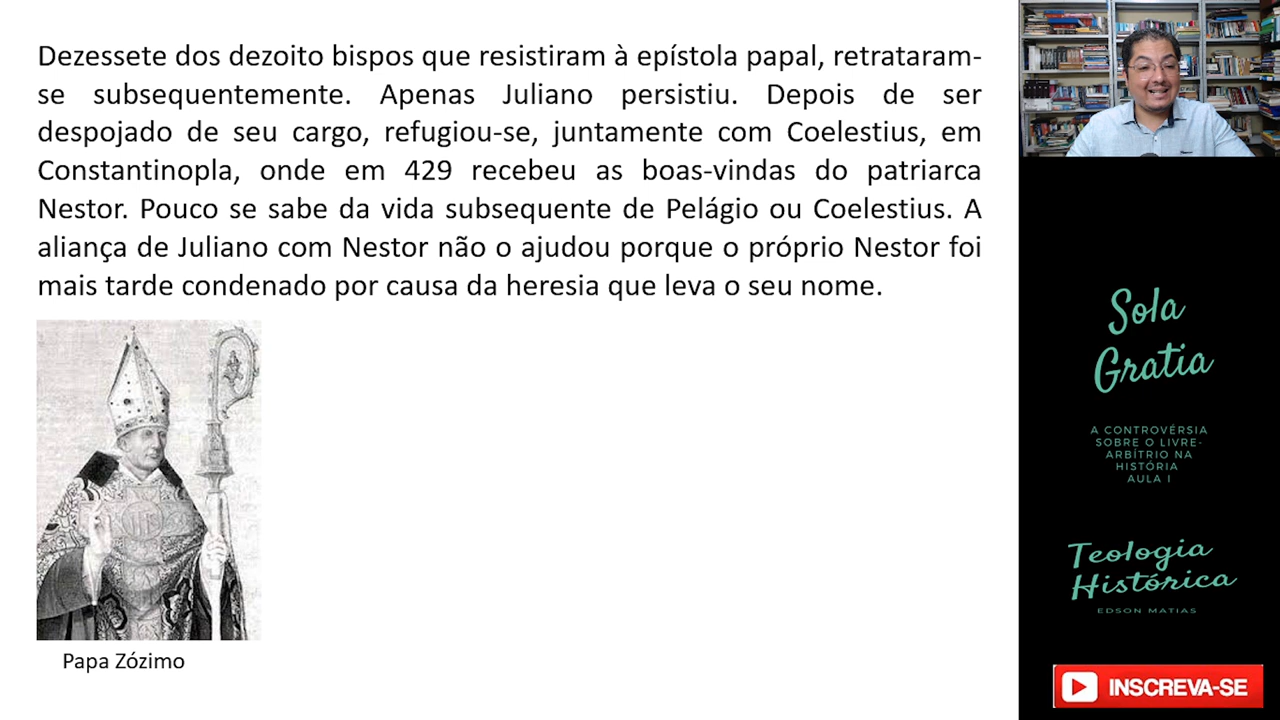 Dezessete dos dezoito bispos que resistiram à epístola papal, retrataram-
se subsequentemente. Apenas Juliano persistiu. Depois de ser
despojado de seu cargo, refugiou-se, juntamente com Coelestius, em
Constantinopla, onde em 429 recebeu as boas-vindas do patriarca
Nestor. Pouco se sabe da vida subsequente de Pelágio ou Coelestius. A
aliança de Juliano com Nestor não o ajudou porque o próprio Nestor foi
mais tarde condenado por causa da heresia que leva o seu nome.
Papa Zózimo
Sola
Gratia
A CONTROVÉRSIA
SOBRE O LIVRE-
ARBÍTRIO NA
HISTÓRIA
AULA I
Teologia
Histórica
EDSON MATIAS
INSCREVA-SE